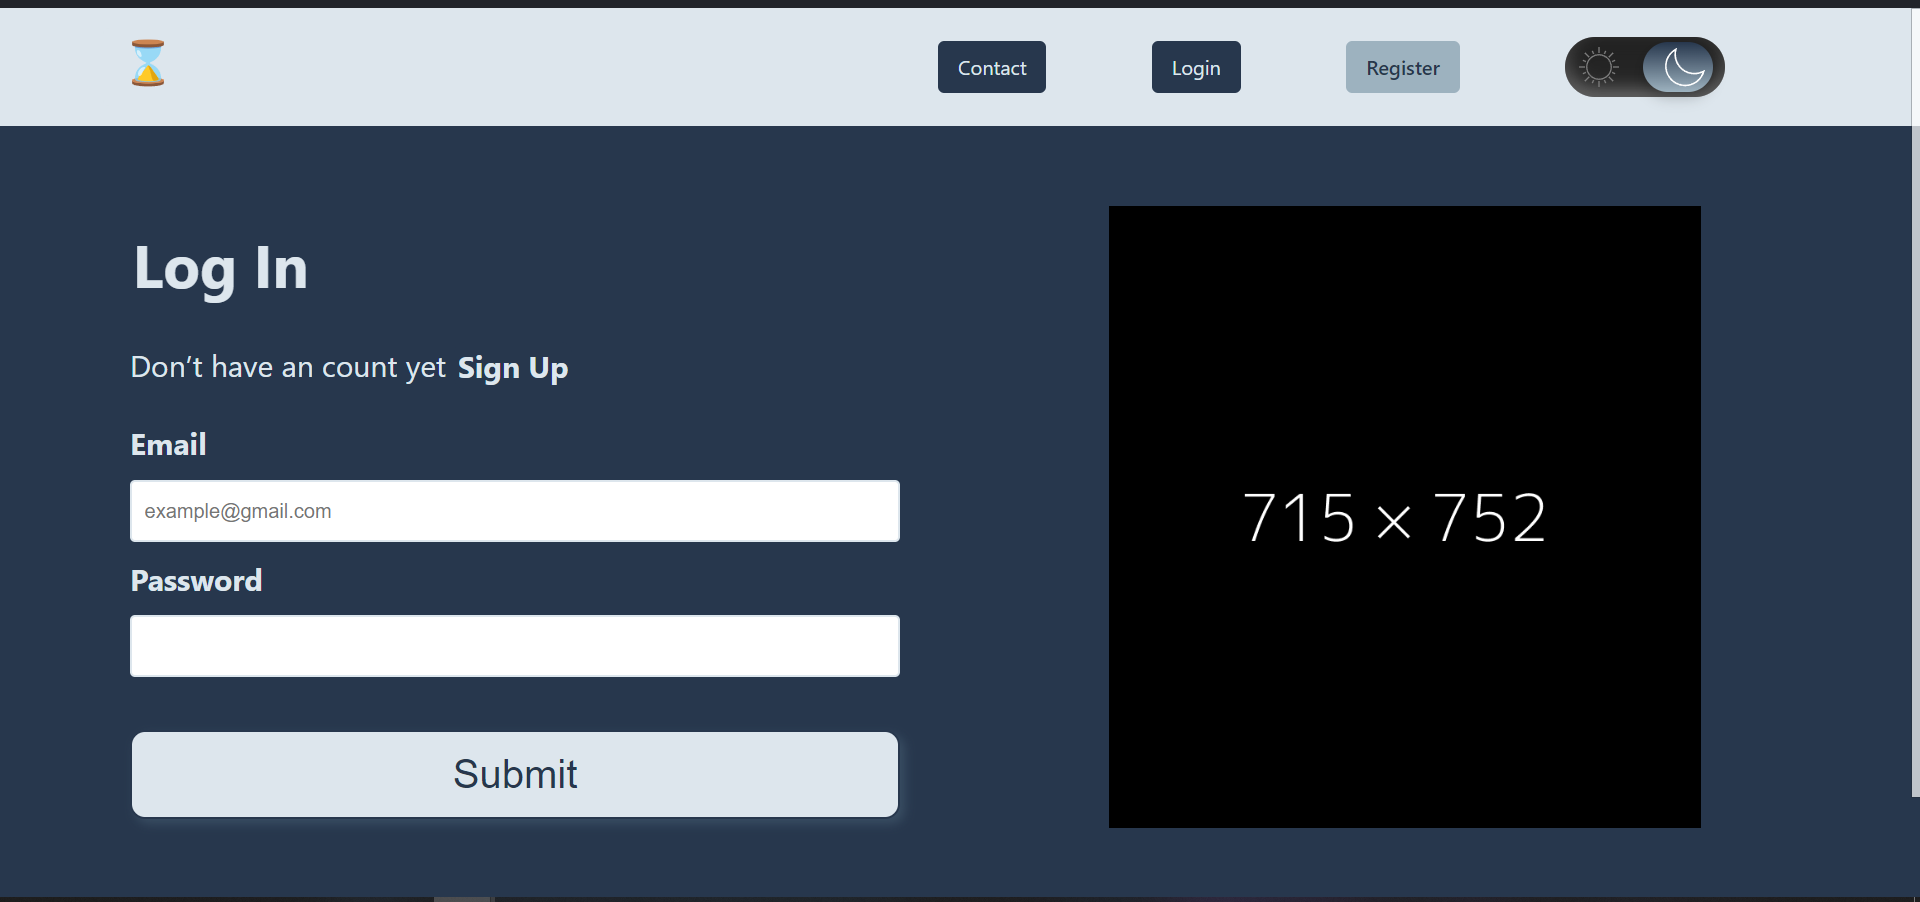 Contact Login Register
Log In
Don’t have an count yet Sign Up
Email
example@gmail.com
Password
Submit
715 × 752